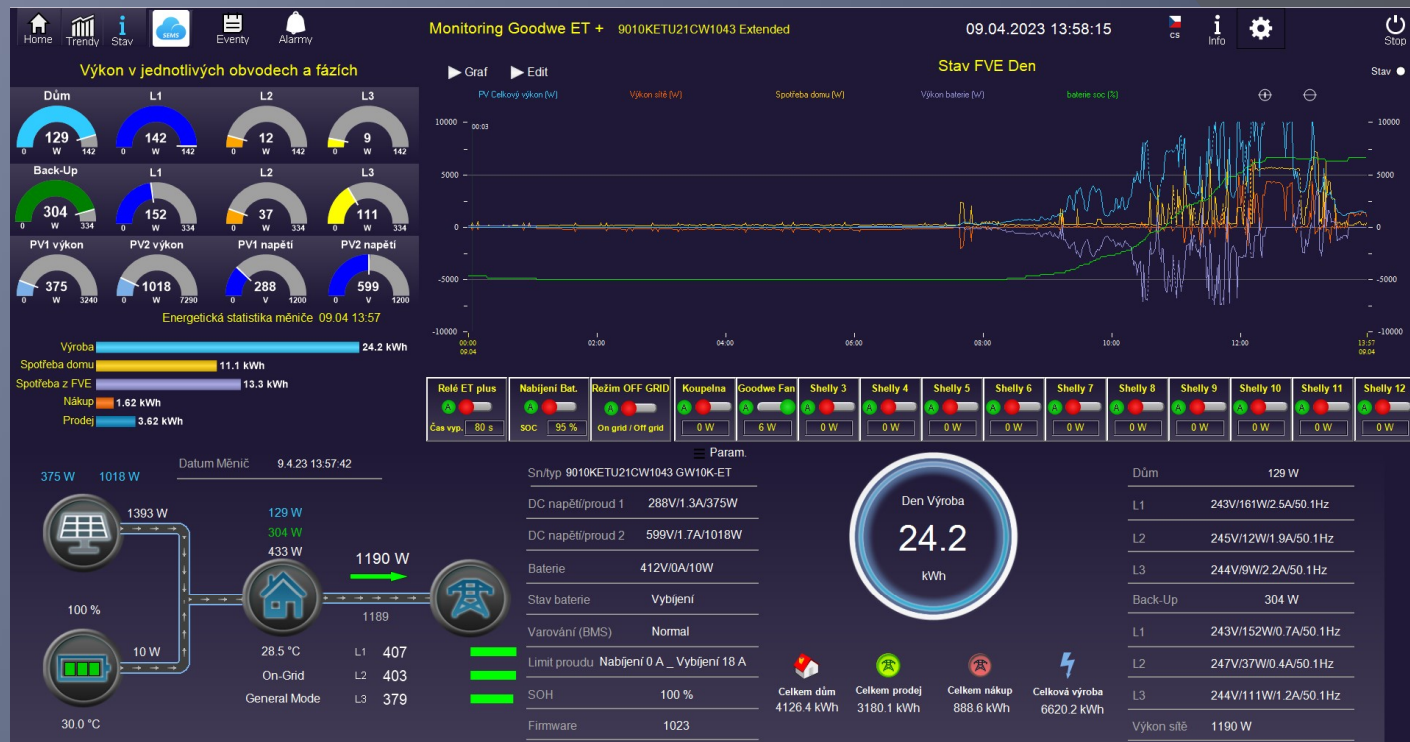 Home Trendy Stav SEMS Eventy Alarmy
Monitoring Goodwe ET + 9010KETU21CW1043 Extended
09.04.2023 13:58:15
cs Info Stop
Výkon v jednotlivých obvodech a fázích
Dům L1 L2 L3
129 142 12 9
0 W 142 0 W 142 0 W 142 0 W 142
Back-Up L1 L2 L3
304 152 37 111
0 W 334 0 W 334 0 W 334 0 W 334
PV1 výkon PV2 výkon PV1 napětí PV2 napětí
375 1018 288 599
0 W 3240 0 W 7290 0 V 1200 0 V 1200
Energetická statistika měniče 09.04 13:57
Výroba 24.2 kWh
Spotřeba domu 11.1 kWh
Spotřeba z FVE 13.3 kWh
Nákup 1.62 kWh
Prodej 3.62 kWh
Graf Edit
Stav FVE Den
Stav
PV Celkový výkon (W) Výkon sítě (W) Spotřeba domu (W) Výkon baterie (W) baterie soc (%)
10000 00:03 10000
5000 5000
0 0
-5000 -5000
-10000 -10000
00:00 02:00 04:00 06:00 08:00 10:00 12:00 13:57
09.04 09.04
Relé ET plus Nabíjení Bat. Režim OFF GRID Koupelna Goodwe Fan Shelly 3 Shelly 4 Shelly 5 Shelly 6 Shelly 7 Shelly 8 Shelly 9 Shelly 10 Shelly 11 Shelly 12
A A A A A A A A A A A A A A A
Čas vyp. 80 s SOC 95 % On grid / Off grid 0 W 6 W 0 W 0 W 0 W 0 W 0 W 0 W 0 W 0 W 0 W 0 W
Datum Měnič 9.4.23 13:57:42
375 W 1018 W
1393 W
129 W
304 W
433 W
1190 W
1189
100 %
10 W
30.0 °C
28.5 °C
On-Grid
General Mode
L1 407
L2 403
L3 379
Param.
Sn/typ 9010KETU21CW1043 GW10K-ET
DC napětí/proud 1 288V/1.3A/375W
DC napětí/proud 2 599V/1.7A/1018W
Baterie 412V/0A/10W
Stav baterie Vybíjení
Varování (BMS) Normal
Limit proudu Nabíjení 0 A _ Vybíjení 18 A
SOH 100 %
Firmware 1023
Den Výroba
24.2
kWh
Celkem dům Celkem prodej Celkem nákup Celková výroba
4126.4 kWh 3180.1 kWh 888.6 kWh 6620.2 kWh
Dům 129 W
L1 243V/161W/2.5A/50.1Hz
L2 245V/12W/1.9A/50.1Hz
L3 244V/9W/2.2A/50.1Hz
Back-Up 304 W
L1 243V/152W/0.7A/50.1Hz
L2 247V/37W/0.4A/50.1Hz
L3 244V/111W/1.2A/50.1Hz
Výkon sítě 1190 W